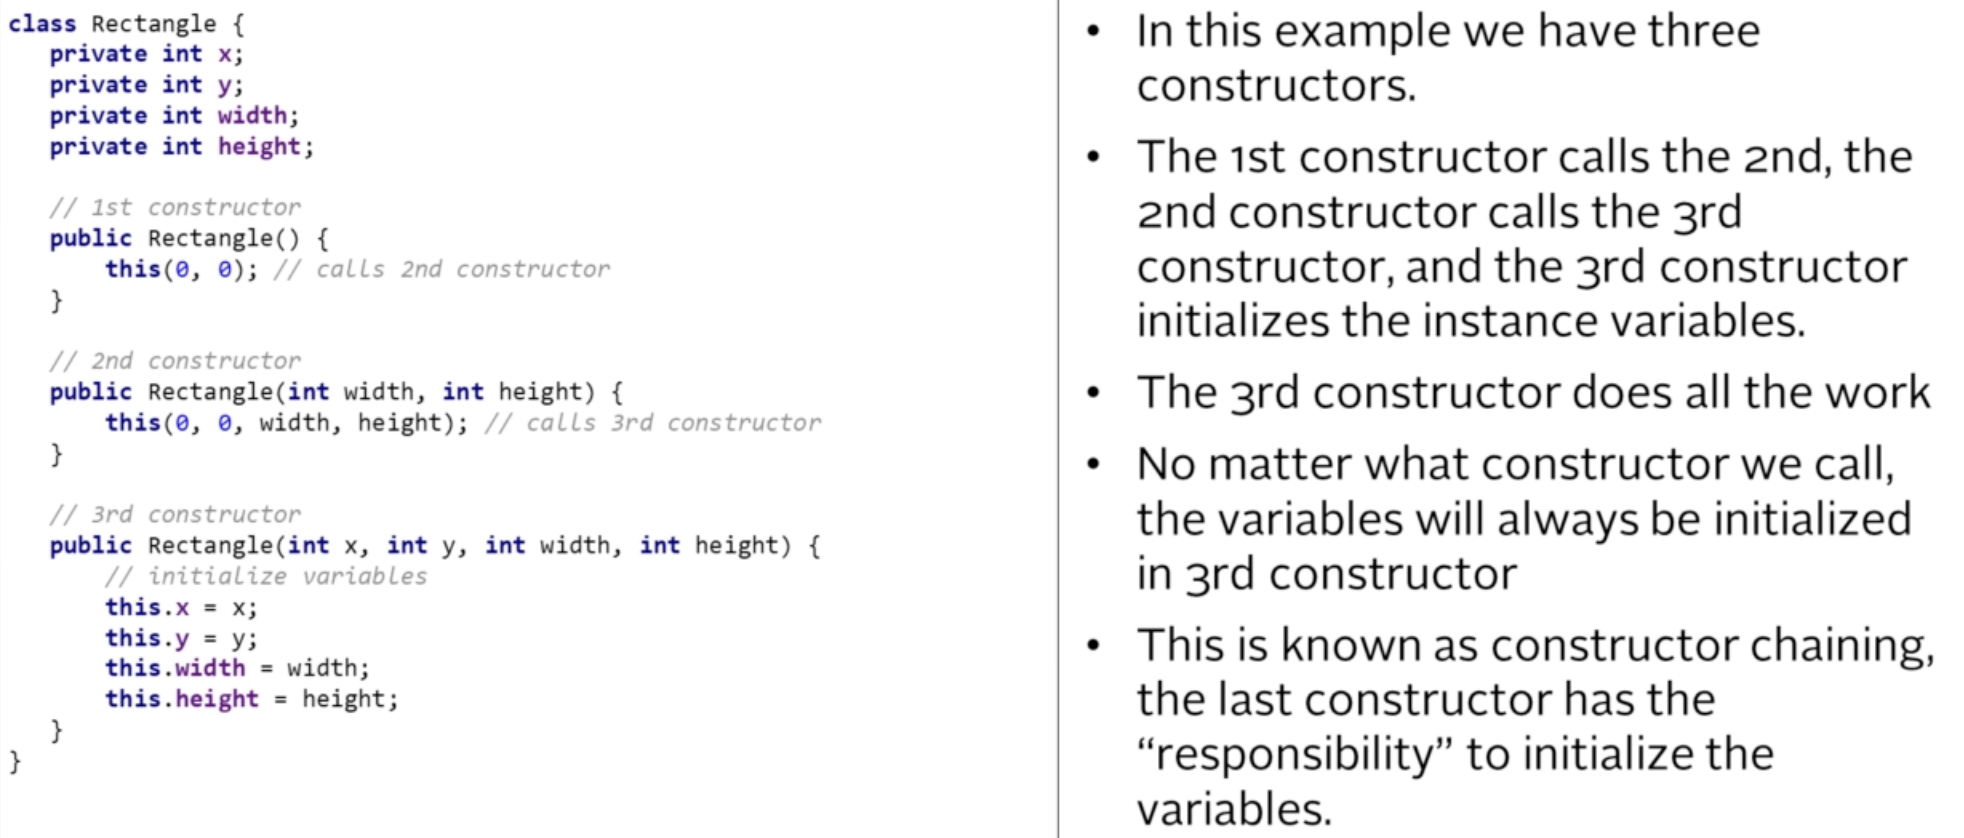 class Rectangle {
private int x;
private int y;
private int width;
private int height;
// 1st constructor
public Rectangle() {
this(0, 0); // calls 2nd constructor
}
// 2nd constructor
public Rectangle(int width, int height) {
this(0, 0, width, height); // calls 3rd constructor
}
// 3rd constructor
public Rectangle(int x, int y, int width, int height) {
// initialize variables
this.x = x;
this.y = y;
this.width = width;
this.height = height;
}
}
• In this example we have three
constructors.
• The 1st constructor calls the 2nd, the
2nd constructor calls the 3rd
constructor, and the 3rd constructor
initializes the instance variables.
• The 3rd constructor does all the work
• No matter what constructor we call,
the variables will always be initialized
in 3rd constructor
• This is known as constructor chaining,
the last constructor has the
“responsibility” to initialize the
variables.